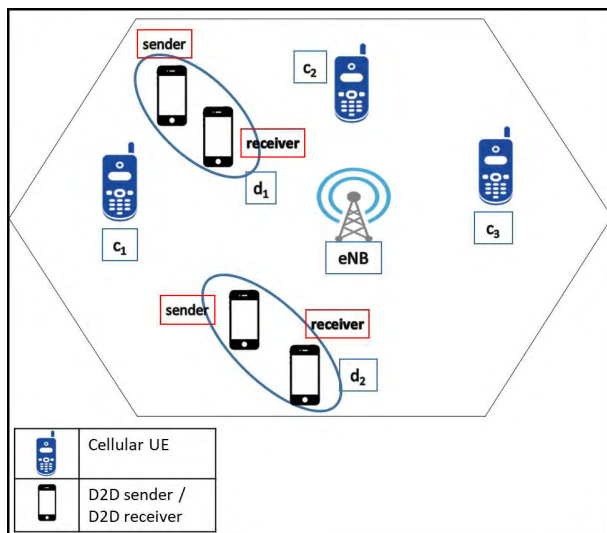 sender
c₂
receiver
d₁
c₁
eNB
c₃
sender
receiver
d₂
Cellular UE
D2D sender /
D2D receiver